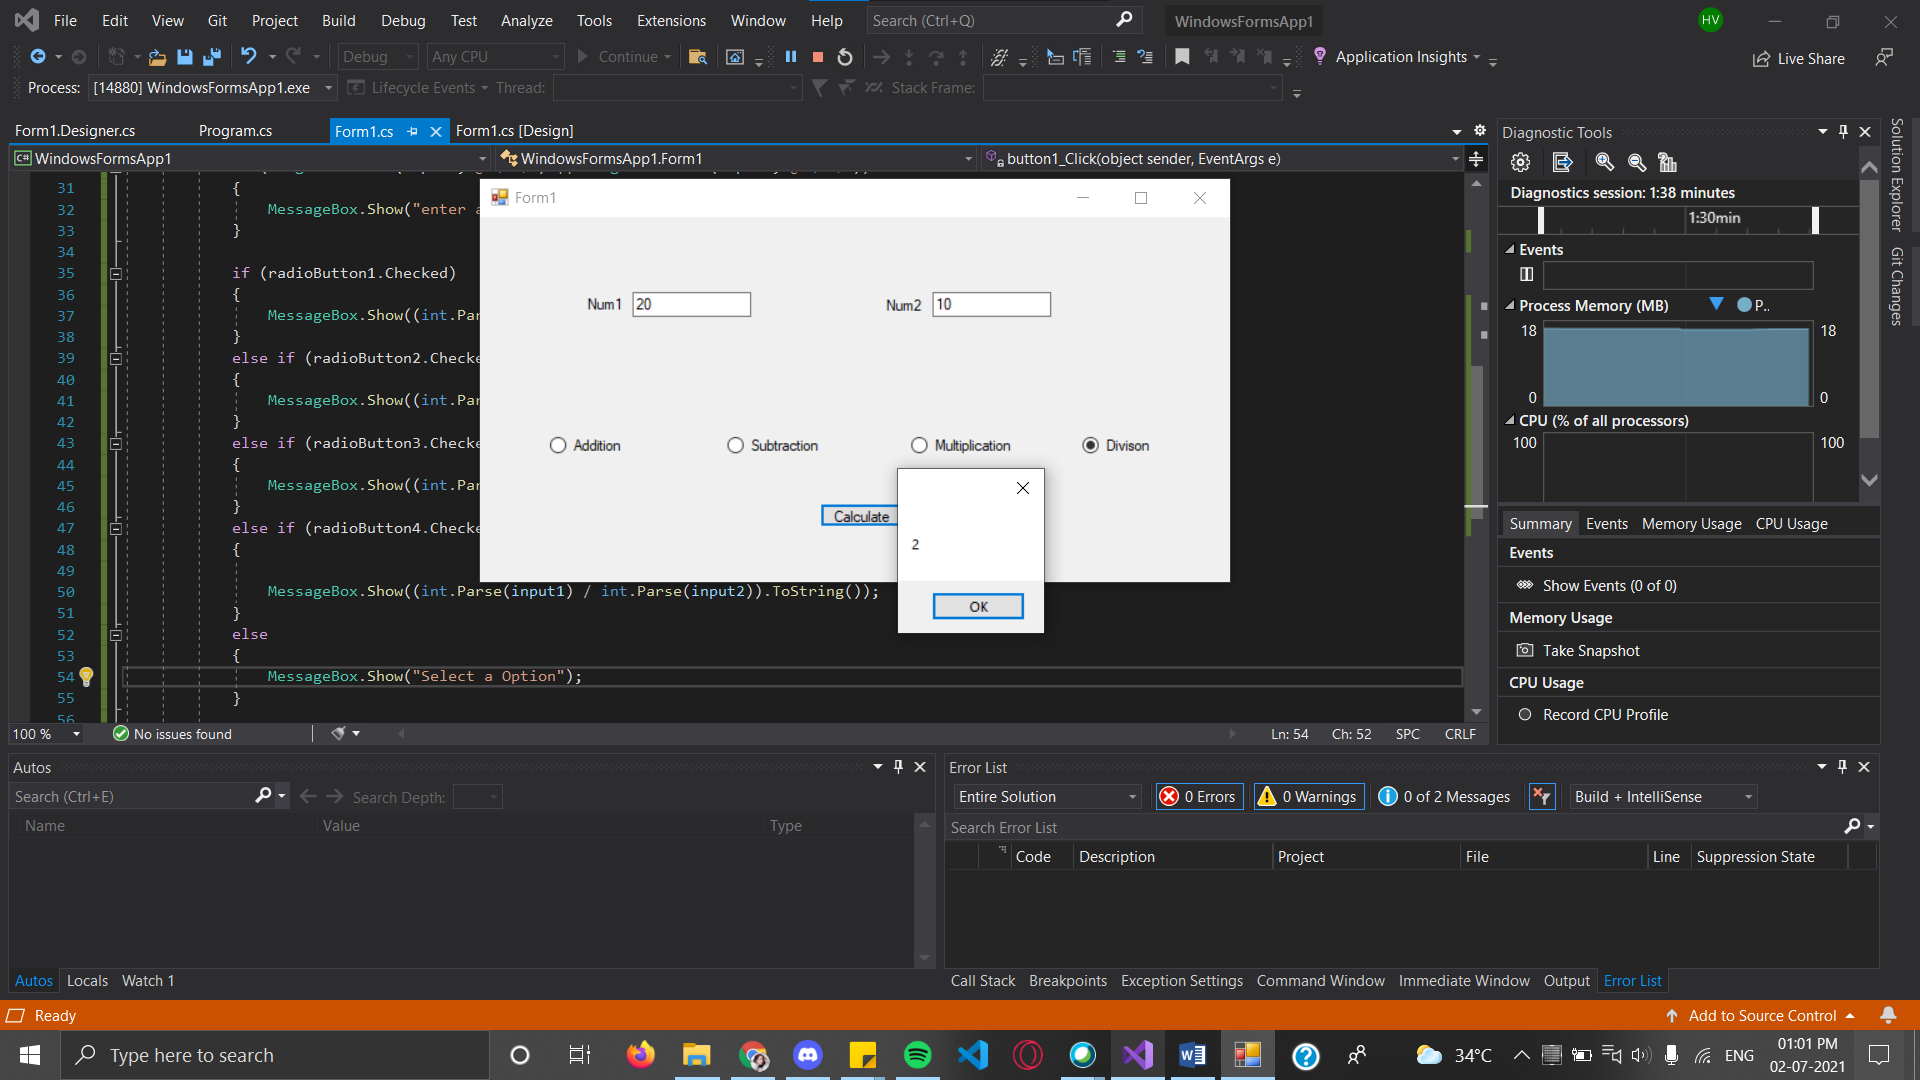 File Edit View Git Project Build Debug Test Analyze Tools Extensions Window Help Search (Ctrl+Q) WindowsFormsApp1 HV
Debug Any CPU Continue Application Insights Live Share
Process: [14880] WindowsFormsApp1.exe Lifecycle Events Thread: Stack Frame:
Form1.Designer.cs Program.cs Form1.cs Form1.cs [Design]
C# WindowsFormsApp1 WindowsFormsApp1.Form1 button1_Click(object sender, EventArgs e)
31 {
32 MessageBox.Show("enter a
33 }
34
35 if (radioButton1.Checked)
36 {
37 MessageBox.Show((int.Par
38 }
39 else if (radioButton2.Checke
40 {
41 MessageBox.Show((int.Par
42 }
43 else if (radioButton3.Checke
44 {
45 MessageBox.Show((int.Par
46 }
47 else if (radioButton4.Checke
48 {
49
50 MessageBox.Show((int.Parse(input1) / int.Parse(input2)).ToString());
51 }
52 else
53 {
54 MessageBox.Show("Select a Option");
55 }
56
Form1
Num1 20 Num2 10
Addition Subtraction Multiplication Divison
Calculate
2
OK
100 % No issues found Ln: 54 Ch: 52 SPC CRLF
Diagnostic Tools
Diagnostics session: 1:38 minutes
1:30min
Events
Process Memory (MB) P..
18 18
0 0
CPU (% of all processors)
100 100
Summary Events Memory Usage CPU Usage
Events
Show Events (0 of 0)
Memory Usage
Take Snapshot
CPU Usage
Record CPU Profile
Solution Explorer
Git Changes
Autos
Search (Ctrl+E) Search Depth:
Name Value Type
Autos Locals Watch 1
Error List
Entire Solution 0 Errors 0 Warnings 0 of 2 Messages Build + IntelliSense
Search Error List
Code Description Project File Line Suppression State
Call Stack Breakpoints Exception Settings Command Window Immediate Window Output Error List
Ready Add to Source Control
Type here to search 34°C ENG 01:01 PM
02-07-2021